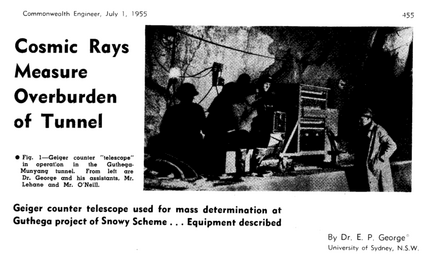 Commonwealth Engineer, July 1, 1955
455
Cosmic Rays
Measure
Overburden
of Tunnel
● Fig. 1—Geiger counter "telescope"
in operation in the Guthega-
Munyang tunnel. From left are
Dr. George and his assistants, Mr.
Lehane and Mr. O'Neill.
Geiger counter telescope used for mass determination at
Guthega project of Snowy Scheme . . . Equipment described
By Dr. E. P. George*
University of Sydney, N.S.W.